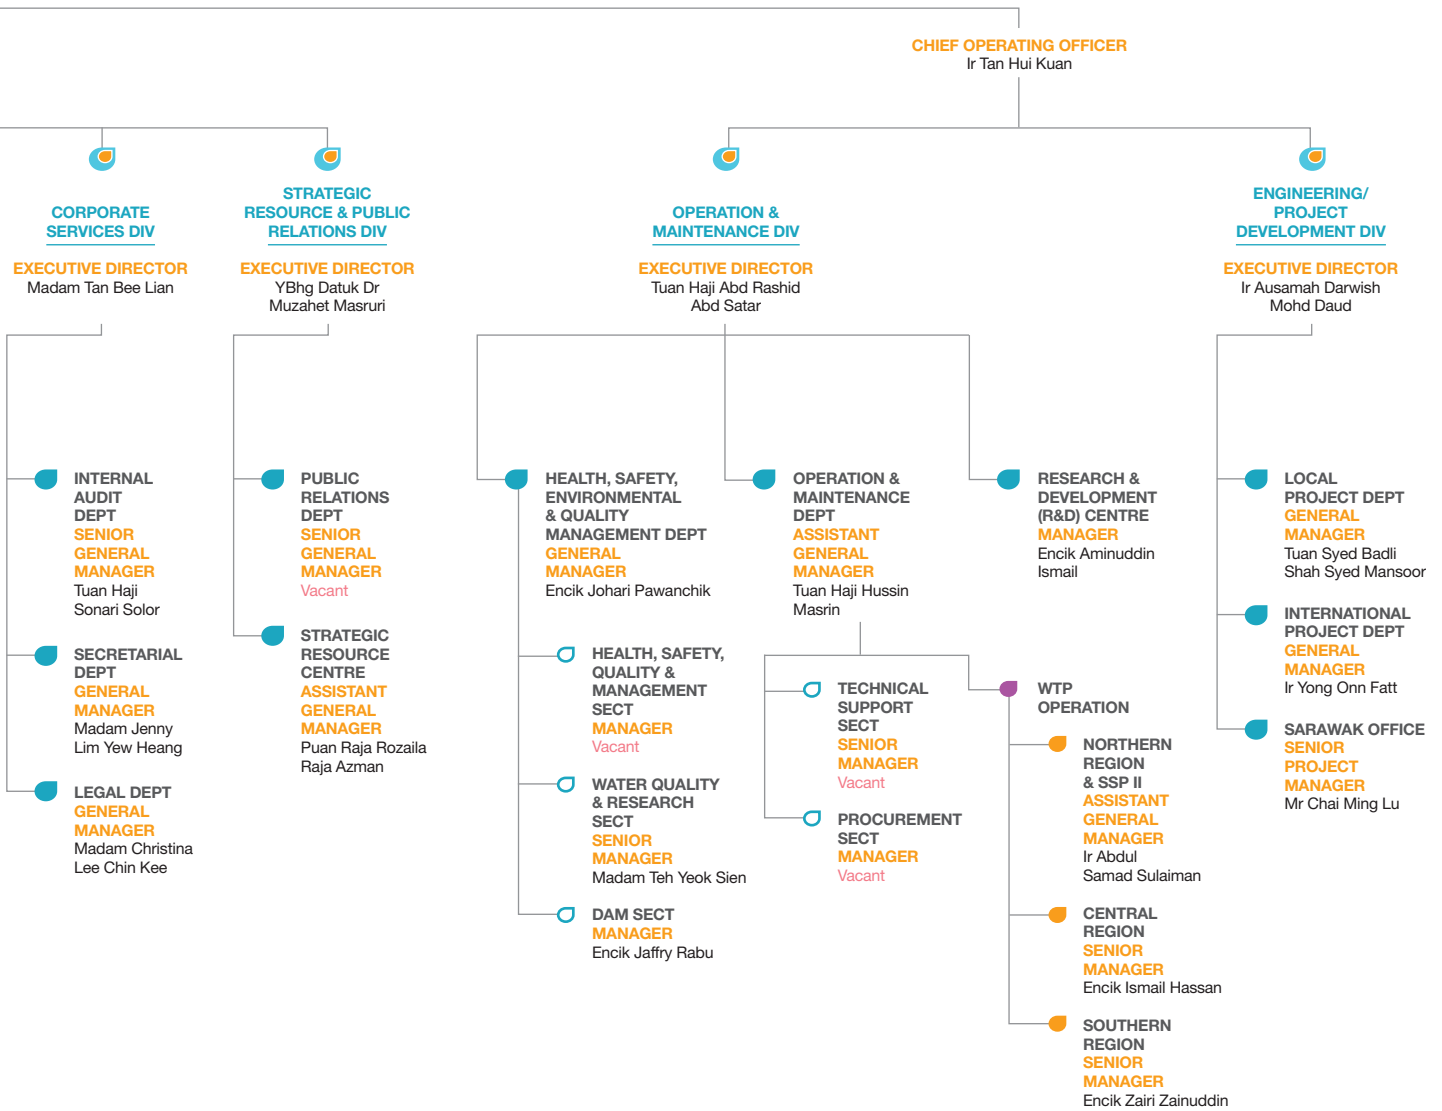 CHIEF OPERATING OFFICER
Ir Tan Hui Kuan
CORPORATE
SERVICES DIV
EXECUTIVE DIRECTOR
Madam Tan Bee Lian
STRATEGIC
RESOURCE & PUBLIC
RELATIONS DIV
EXECUTIVE DIRECTOR
YBhg Datuk Dr
Muzahet Masruri
OPERATION &
MAINTENANCE DIV
EXECUTIVE DIRECTOR
Tuan Haji Abd Rashid
Abd Satar
ENGINEERING/
PROJECT
DEVELOPMENT DIV
EXECUTIVE DIRECTOR
Ir Ausamah Darwish
Mohd Daud
INTERNAL
AUDIT
DEPT
SENIOR
GENERAL
MANAGER
Tuan Haji
Sonari Solor
SECRETARIAL
DEPT
GENERAL
MANAGER
Madam Jenny
Lim Yew Heang
LEGAL DEPT
GENERAL
MANAGER
Madam Christina
Lee Chin Kee
PUBLIC
RELATIONS
DEPT
SENIOR
GENERAL
MANAGER
Vacant
STRATEGIC
RESOURCE
CENTRE
ASSISTANT
GENERAL
MANAGER
Puan Raja Rozaila
Raja Azman
HEALTH, SAFETY,
ENVIRONMENTAL
& QUALITY
MANAGEMENT DEPT
GENERAL
MANAGER
Encik Johari Pawanchik
HEALTH, SAFETY,
QUALITY &
MANAGEMENT
SECT
MANAGER
Vacant
WATER QUALITY
& RESEARCH
SECT
SENIOR
MANAGER
Madam Teh Yeok Sien
DAM SECT
MANAGER
Encik Jaffry Rabu
OPERATION &
MAINTENANCE
DEPT
ASSISTANT
GENERAL
MANAGER
Tuan Haji Hussin
Masrin
TECHNICAL
SUPPORT
SECT
SENIOR
MANAGER
Vacant
PROCUREMENT
SECT
MANAGER
Vacant
WTP
OPERATION
NORTHERN
REGION
& SSP II
ASSISTANT
GENERAL
MANAGER
Ir Abdul
Samad Sulaiman
CENTRAL
REGION
SENIOR
MANAGER
Encik Ismail Hassan
SOUTHERN
REGION
SENIOR
MANAGER
Encik Zairi Zainuddin
RESEARCH &
DEVELOPMENT
(R&D) CENTRE
MANAGER
Encik Aminuddin
Ismail
LOCAL
PROJECT DEPT
GENERAL
MANAGER
Tuan Syed Badli
Shah Syed Mansoor
INTERNATIONAL
PROJECT DEPT
GENERAL
MANAGER
Ir Yong Onn Fatt
SARAWAK OFFICE
SENIOR
PROJECT
MANAGER
Mr Chai Ming Lu